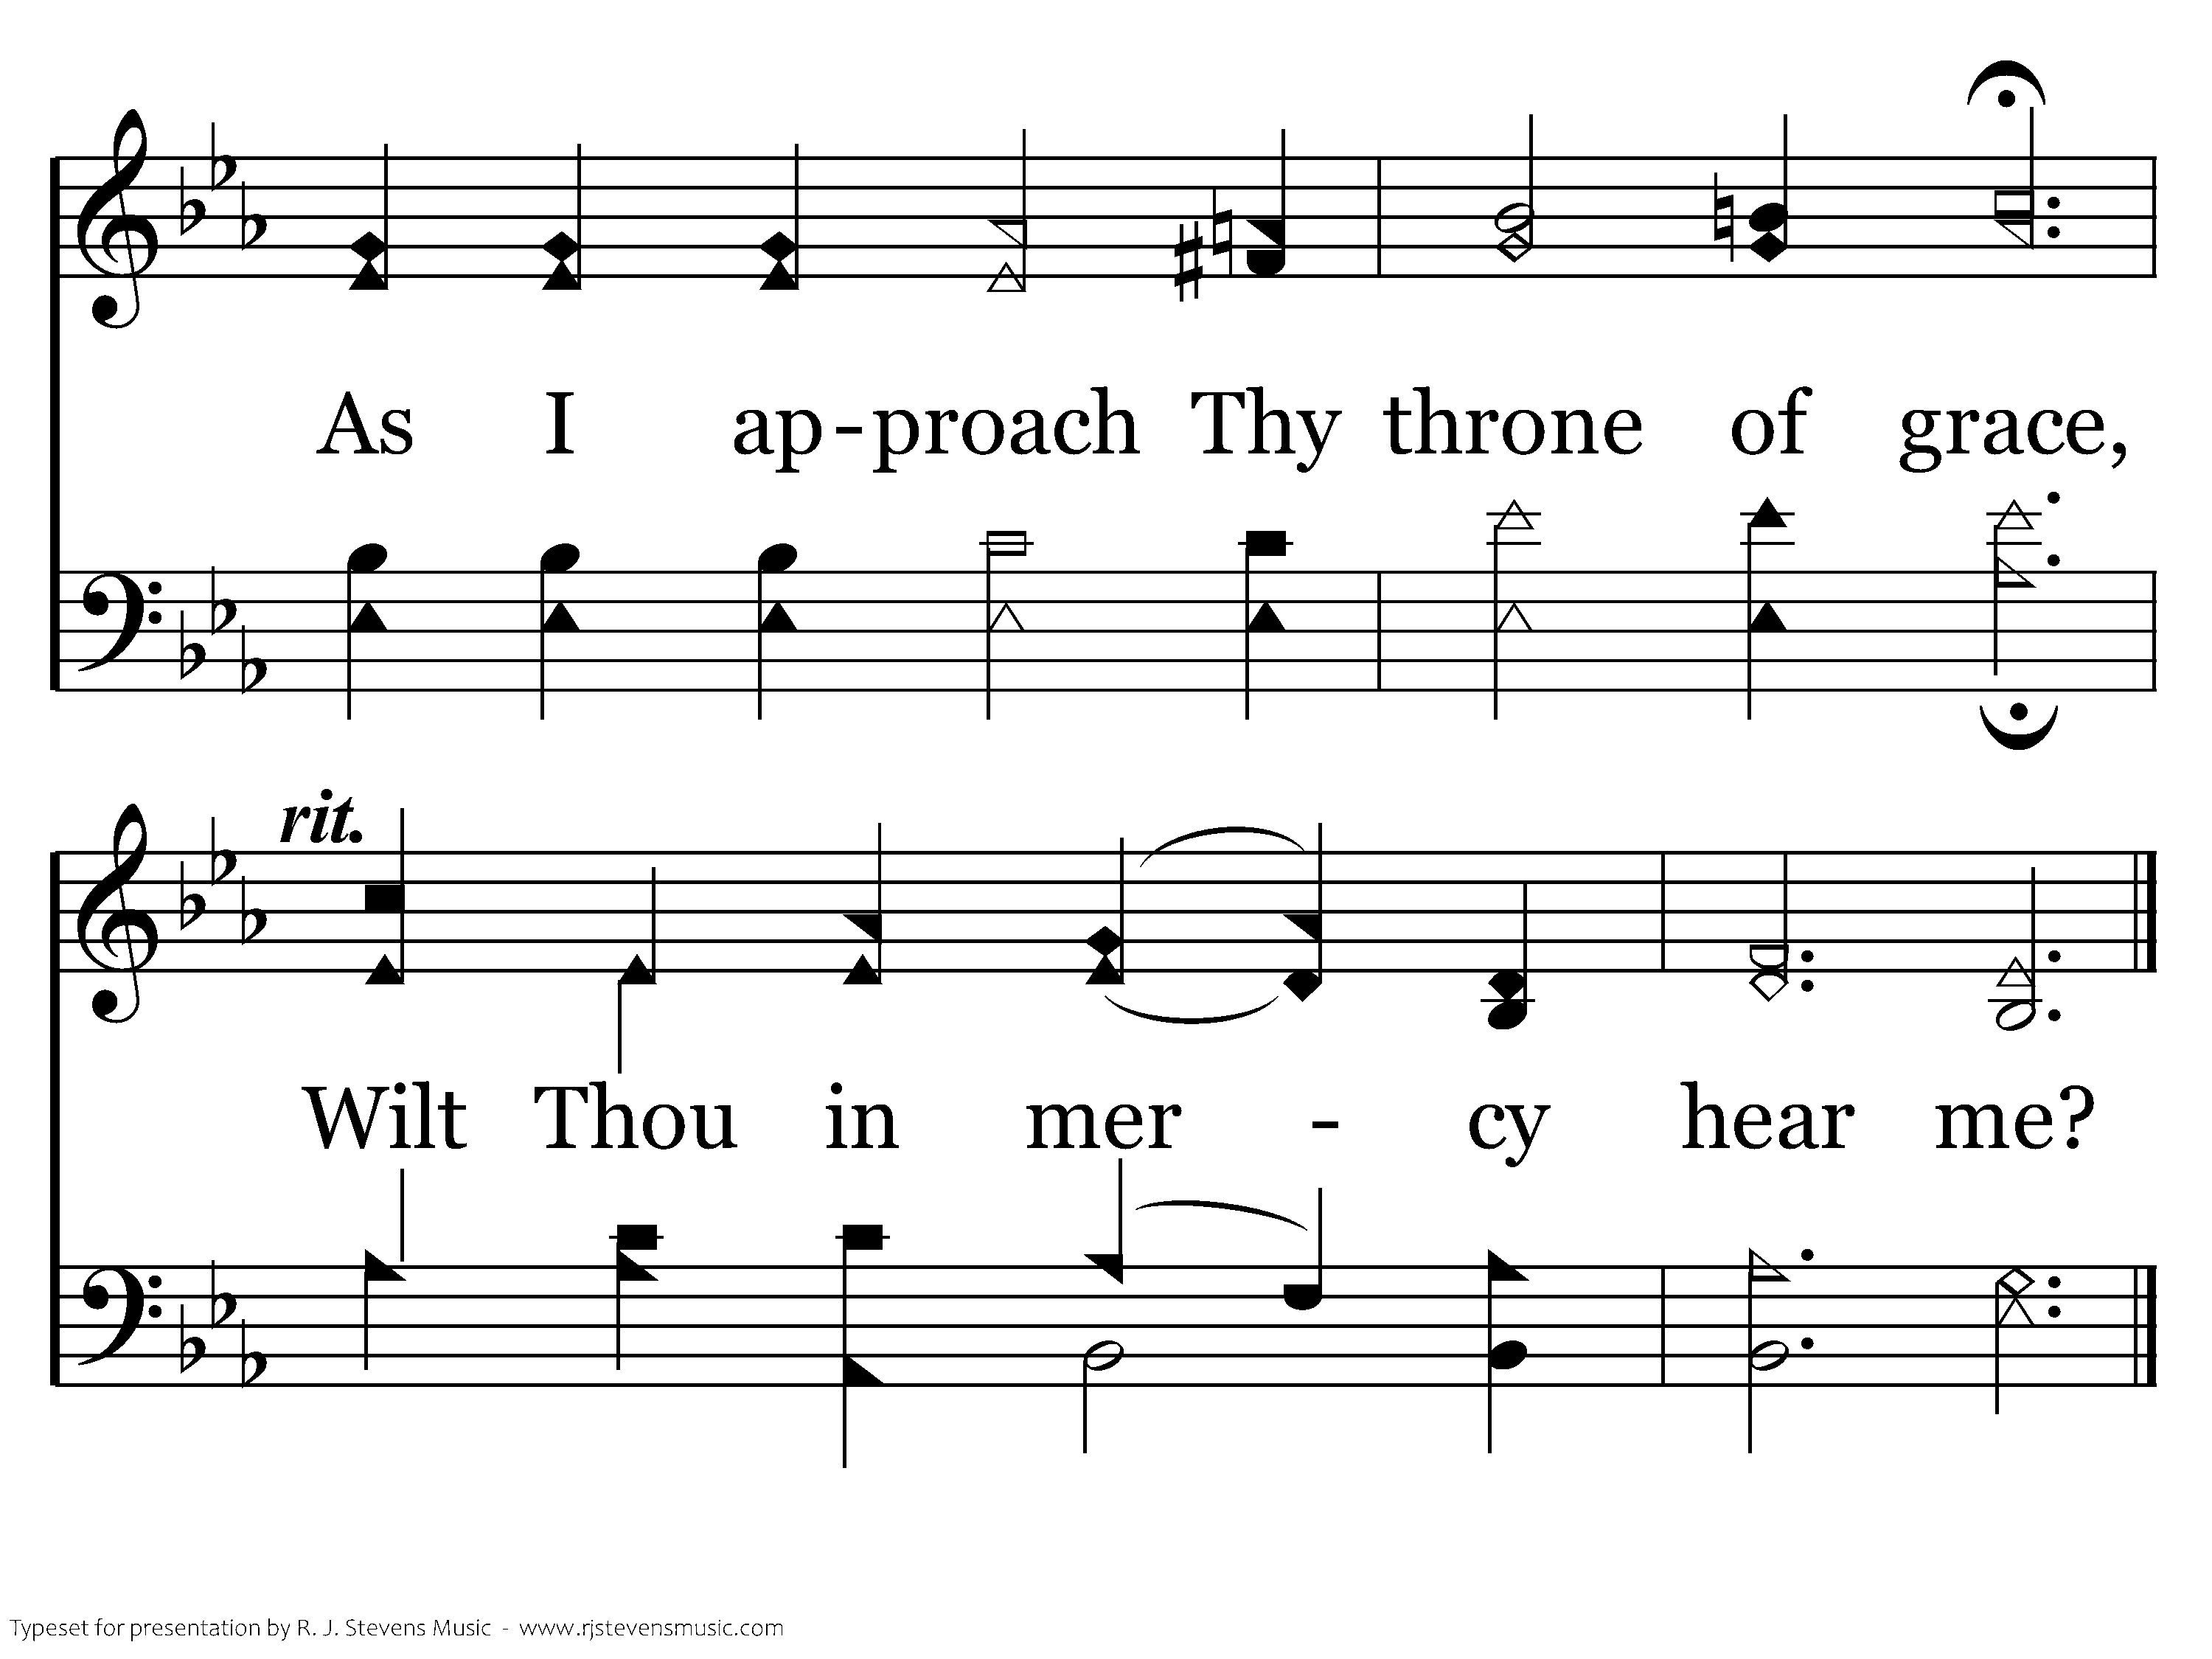 As I ap-proach Thy throne of grace,
rit.
Wilt Thou in mer - cy hear me?
Typeset for presentation by R. J. Stevens Music - www.rjstevensmusic.com